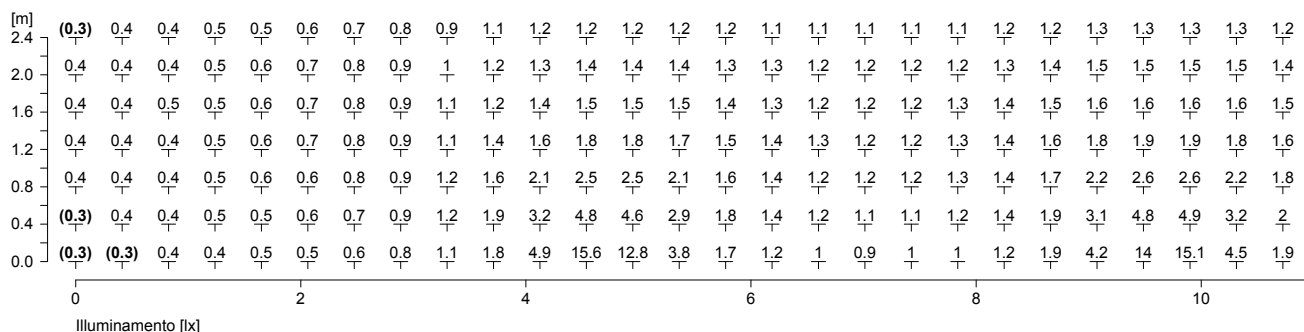 [m]
2.4 (0.3) 0.4 0.4 0.5 0.5 0.6 0.7 0.8 0.9 1.1 1.2 1.2 1.2 1.2 1.2 1.1 1.1 1.1 1.1 1.1 1.2 1.2 1.3 1.3 1.3 1.3 1.2
2.0 0.4 0.4 0.4 0.5 0.6 0.7 0.8 0.9 1 1.2 1.3 1.4 1.4 1.4 1.3 1.3 1.2 1.2 1.2 1.2 1.3 1.4 1.5 1.5 1.5 1.5 1.4
1.6 0.4 0.4 0.5 0.5 0.6 0.7 0.8 0.9 1.1 1.2 1.4 1.5 1.5 1.5 1.4 1.3 1.2 1.2 1.2 1.3 1.4 1.5 1.6 1.6 1.6 1.6 1.5
1.2 0.4 0.4 0.4 0.5 0.6 0.7 0.8 0.9 1.1 1.4 1.6 1.8 1.8 1.7 1.5 1.4 1.3 1.2 1.2 1.3 1.4 1.6 1.8 1.9 1.9 1.8 1.6
0.8 0.4 0.4 0.4 0.5 0.6 0.6 0.8 0.9 1.2 1.6 2.1 2.5 2.5 2.1 1.6 1.4 1.2 1.2 1.2 1.3 1.4 1.7 2.2 2.6 2.6 2.2 1.8
0.4 (0.3) 0.4 0.4 0.5 0.5 0.6 0.7 0.9 1.2 1.9 3.2 4.8 4.6 2.9 1.8 1.4 1.2 1.1 1.1 1.2 1.4 1.9 3.1 4.8 4.9 3.2 2
0.0 (0.3) (0.3) 0.4 0.4 0.5 0.5 0.6 0.8 1.1 1.8 4.9 15.6 12.8 3.8 1.7 1.2 1 0.9 1 1 1.2 1.9 4.2 14 15.1 4.5 1.9
0 2 4 6 8 10
Illuminamento [lx]